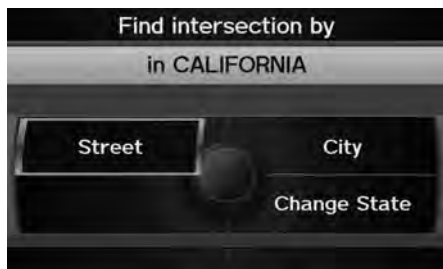 Find intersection by
in CALIFORNIA
Street
City
Change State